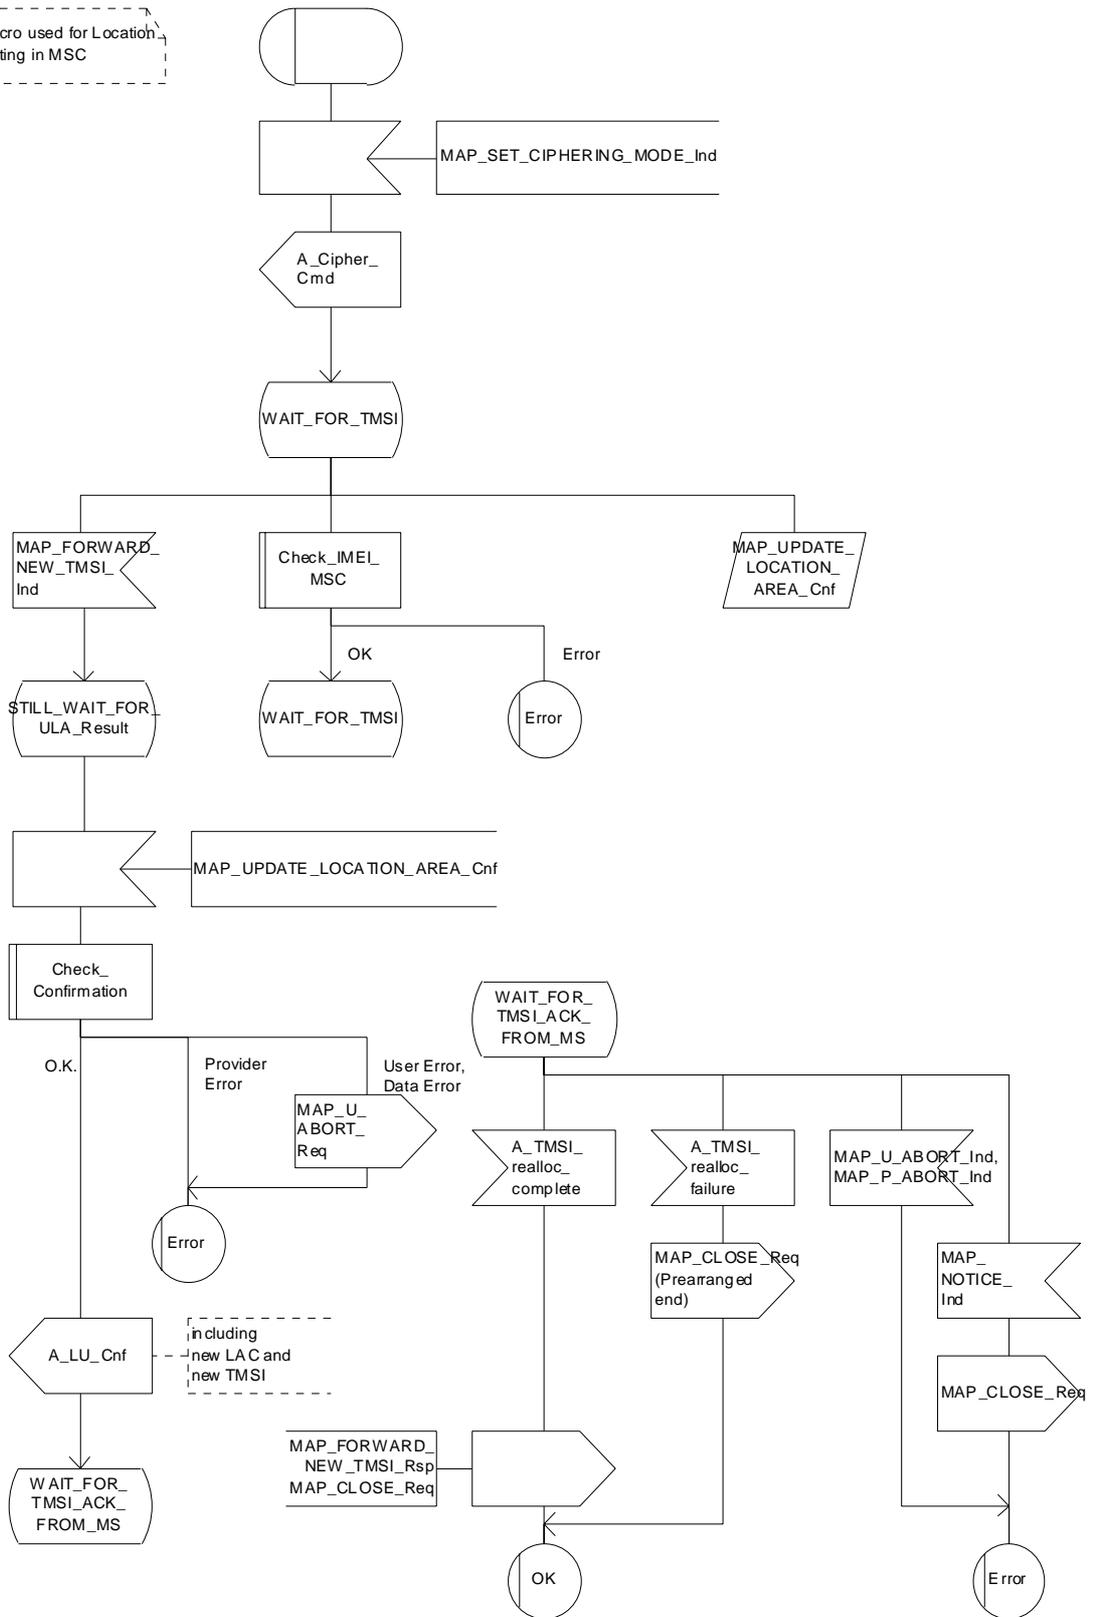 cro used for Location
ting in MSC
MAP_SET_CIPHERING_MODE_Ind
A_Cipher_
Cmd
WAIT_FOR_TMSI
MAP_FORWARD_
NEW_TMSI_
Ind
Check_IMEI_
MSC
MAP_UPDATE_
LOCATION_
AREA_Cnf
OK
Error
STILL_WAIT_FOR_
ULA_Result
WAIT_FOR_TMSI
Error
MAP_UPDATE_LOCATION_AREA_Cnf
Check_
Confirmation
O.K.
Provider
Error
User Error,
Data Error
MAP_U_
ABORT_
Req
Error
A_LU_Cnf
including
new LAC and
new TMSI
WAIT_FOR_
TMSI_ACK_
FROM_MS
WAIT_FOR_
TMSI_ACK_
FROM_MS
A_TMSI_
realloc_
complete
A_TMSI_
realloc_
failure
MAP_U_ABORT_Ind,
MAP_P_ABORT_Ind
MAP_CLOSE_Req
(Prearranged
end)
MAP_
NOTICE_
Ind
MAP_CLOSE_Req
MAP_FORWARD_
NEW_TMSI_Rsp
MAP_CLOSE_Req
OK
Error